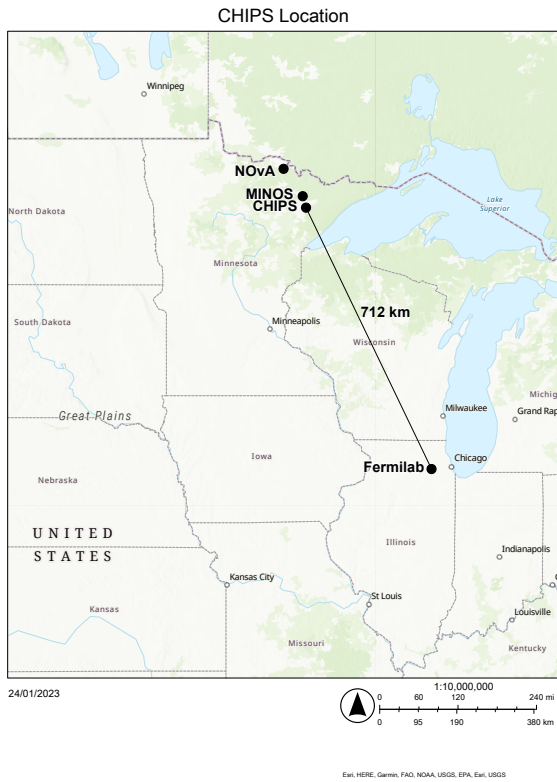 CHIPS Location
Winnipeg
NOvA
MINOS
CHIPS
Lake
Superior
North Dakota
Minnesota
712 km
South Dakota
Minneapolis
Wisconsin
Michig
Great Plains
Milwaukee
Grand Rap
Iowa
Fermilab
Chicago
Nebraska
UNITED
STATES
Illinois
Indianapolis
Kansas City
Kansas
St Louis
Louisville
Missouri
Kentucky
24/01/2023
1:10,000,000
0 60 120 240 mi
0 95 190 380 km
Esri, HERE, Garmin, FAO, NOAA, USGS, EPA, Esri, USGS